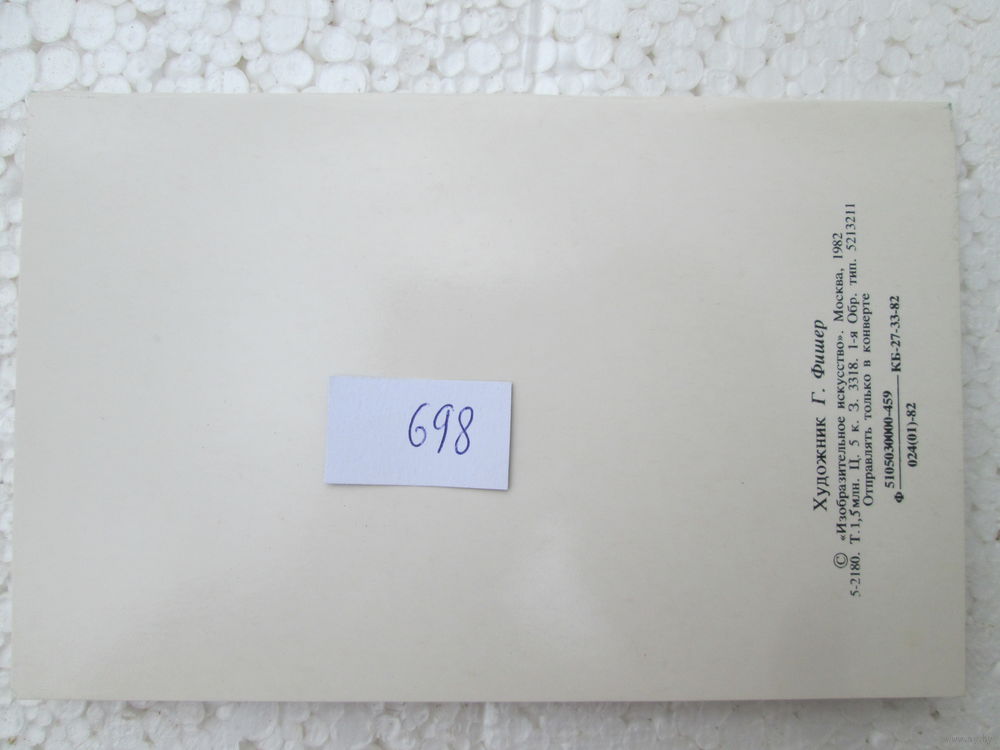 698
Художник Г. Фишер
© «Изобразительное искусство». Москва, 1982
5-2180. Т.1,5 млн. Ц. 5 к. З. 3318. 1-я Обр. тип. 5213211
Отправлять только в конверте
Ф 5105030000-459 КБ-27-33-82
024(01)-82